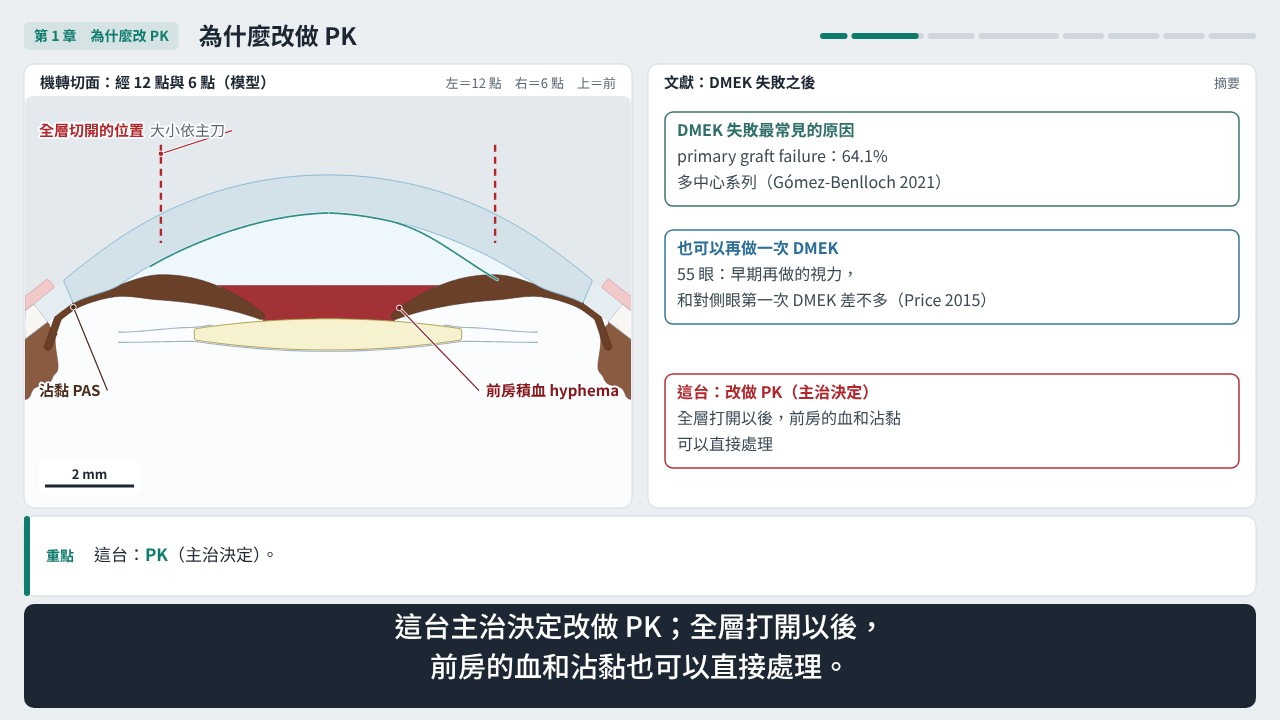 第 1 章　為什麼改 PK
為什麼改做 PK
機轉切面：經 12 點與 6 點（模型）
左＝12 點　右＝6 點　上＝前
全層切開的位置 大小依主刀
沾黏 PAS
前房積血 hyphema
2 mm
文獻：DMEK 失敗之後
摘要
DMEK 失敗最常見的原因
primary graft failure：64.1%
多中心系列（Gómez-Benlloch 2021）
也可以再做一次 DMEK
55 眼：早期再做的視力，
和對側眼第一次 DMEK 差不多（Price 2015）
這台：改做 PK（主治決定）
全層打開以後，前房的血和沾黏
可以直接處理
重點　這台：PK（主治決定）。
這台主治決定改做 PK；全層打開以後，
前房的血和沾黏也可以直接處理。